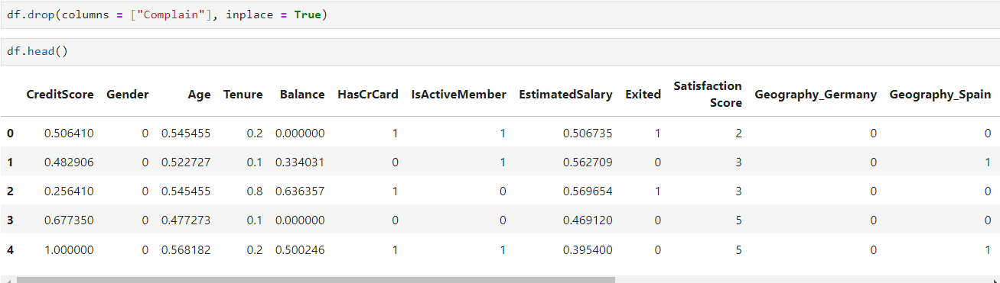 df.drop(columns = ["Complain"], inplace = True)
df.head()
CreditScore Gender Age Tenure Balance HasCrCard IsActiveMember EstimatedSalary Exited Satisfaction Score Geography_Germany Geography_Spain
0 0.506410 0 0.545455 0.2 0.000000 1 1 0.506735 1 2 0 0
1 0.482906 0 0.522727 0.1 0.334031 0 1 0.562709 0 3 0 1
2 0.256410 0 0.545455 0.8 0.636357 1 0 0.569654 1 3 0 0
3 0.677350 0 0.477273 0.1 0.000000 0 0 0.469120 0 5 0 0
4 1.000000 0 0.568182 0.2 0.500246 1 1 0.395400 0 5 0 1